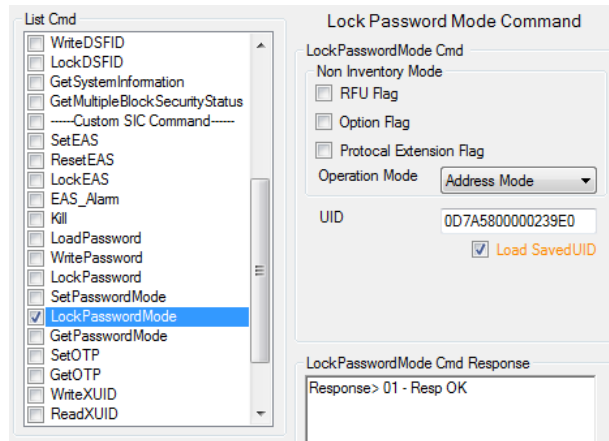 List Cmd
WriteDSFID
LockDSFID
GetSystemInformation
GetMultipleBlockSecurityStatus
------Custom SIC Command------
SetEAS
ResetEAS
LockEAS
EAS_Alarm
Kill
LoadPassword
WritePassword
LockPassword
SetPasswordMode
LockPasswordMode
GetPasswordMode
SetOTP
GetOTP
WriteXUID
ReadXUID
Lock Password Mode Command
LockPasswordMode Cmd
Non Inventory Mode
RFU Flag
Option Flag
Protocal Extension Flag
Operation Mode Address Mode
UID 0D7A5800000239E0
Load SavedUID
LockPasswordMode Cmd Response
Response> 01 - Resp OK